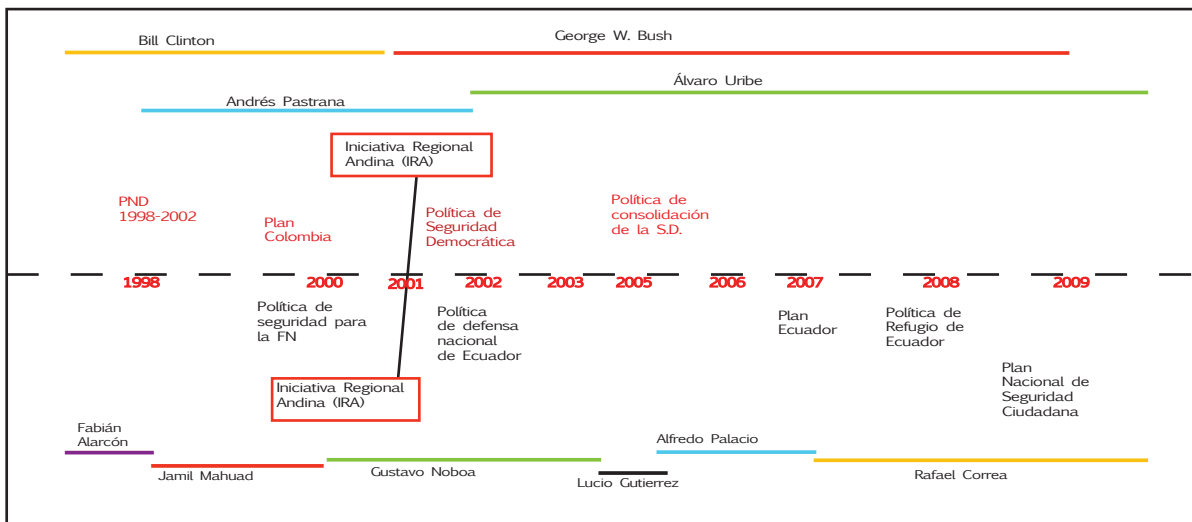 Bill Clinton
George W. Bush
Álvaro Uribe
Andrés Pastrana
Iniciativa Regional
Andina (IRA)
PND
1998-2002
Plan
Colombia
Política de
Seguridad
Democrática
Política de
consolidación
de la S.D.
1998
2000
2001
2002
2003
2005
2006
2007
2008
2009
Política de
seguridad para
la FN
Política
de defensa
nacional
de Ecuador
Plan
Ecuador
Política de
Refugio de
Ecuador
Plan
Nacional de
Seguridad
Ciudadana
Iniciativa Regional
Andina (IRA)
Fabián
Alarcón
Jamil Mahuad
Gustavo Noboa
Lucio Gutierrez
Alfredo Palacio
Rafael Correa